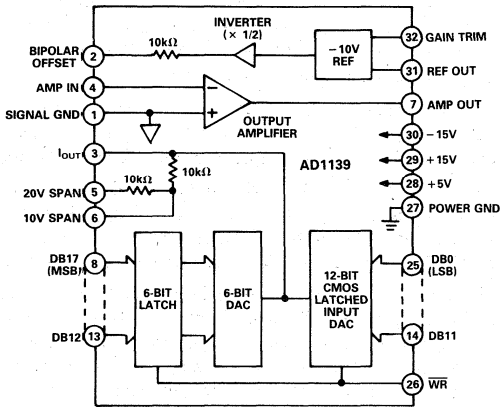 INVERTER
(× 1/2)
10kΩ
−10V
REF
BIPOLAR
OFFSET
2
32
GAIN TRIM
31
REF OUT
AMP IN
4
−
SIGNAL GND
1
+
OUTPUT
AMPLIFIER
7
AMP OUT
30
−15V
IOUT
3
AD1139
29
+15V
10kΩ
10kΩ
20V SPAN
5
28
+5V
10V SPAN
6
27
POWER GND
DB17
(MSB)
8
6-BIT
LATCH
6-BIT
DAC
12-BIT
CMOS
LATCHED
INPUT
DAC
25
DB0
(LSB)
DB12
13
14
DB11
26
WR